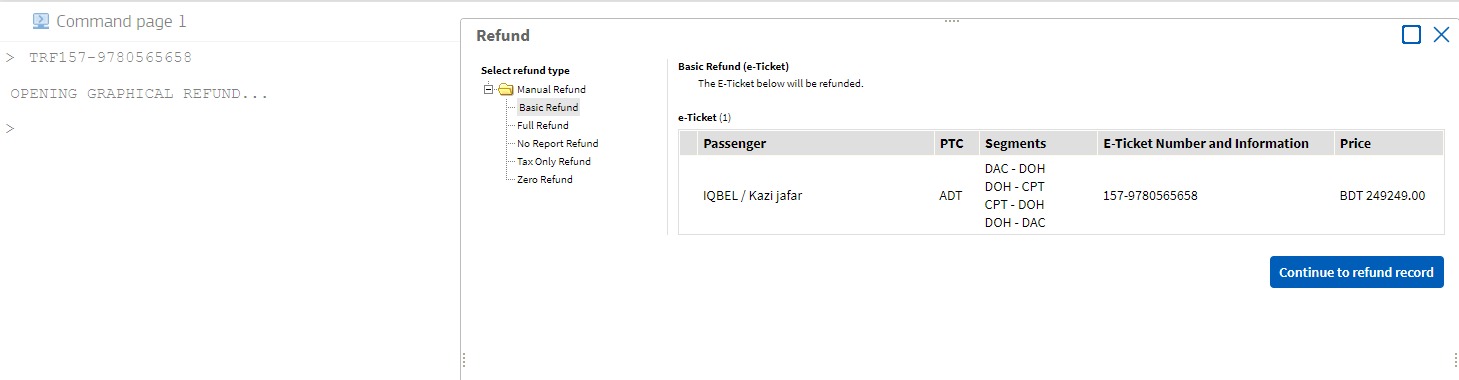 Command page 1
> TRF157-9780565658
OPENING GRAPHICAL REFUND...
>
Refund
Select refund type
Manual Refund
Basic Refund
Full Refund
No Report Refund
Tax Only Refund
Zero Refund
Basic Refund (e-Ticket)
The E-Ticket below will be refunded.
e-Ticket (1)
Passenger PTC Segments E-Ticket Number and Information Price
DAC - DOH
DOH - CPT
IQBEL / Kazi jafar ADT 157-9780565658 BDT 249249.00
CPT - DOH
DOH - DAC
Continue to refund record